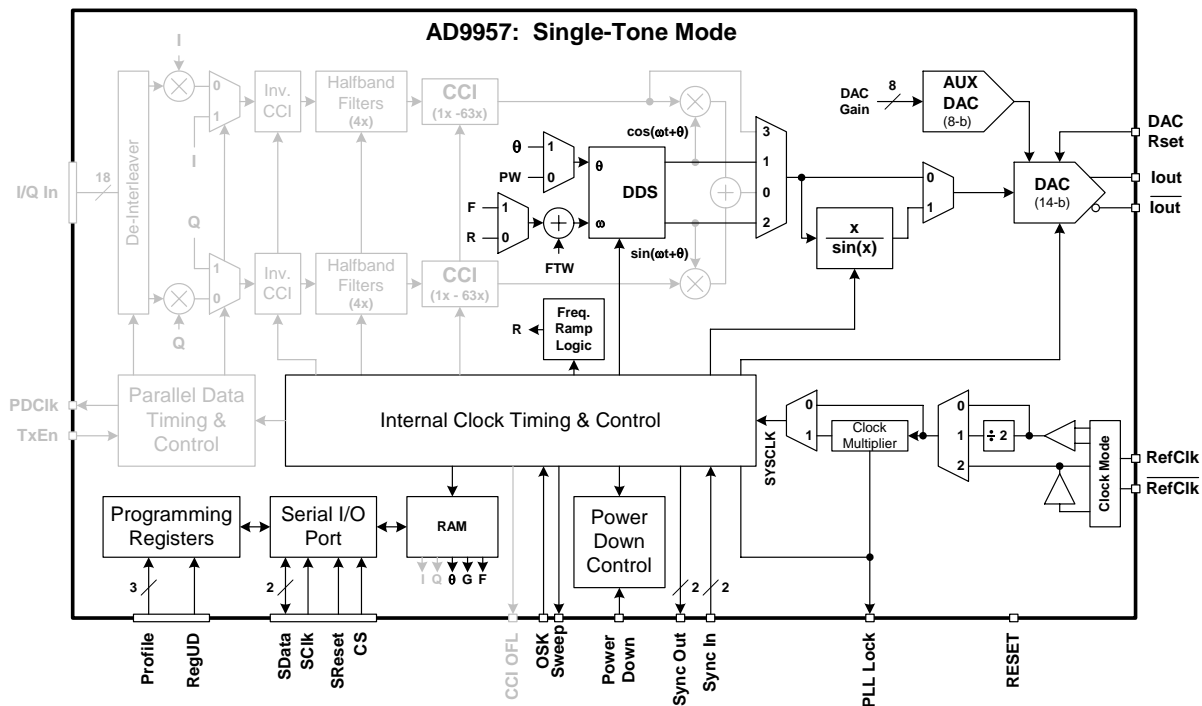 AD9957: Single-Tone Mode
I
Inv.
CCI
Halfband
Filters
(4x)
CCI
(1x -63x)
0
1
I
De-Interleaver
I/Q In
18
Q
1
0
Q
Inv.
CCI
Halfband
Filters
(4x)
CCI
(1x - 63x)
cos(ωt+θ)
sin(ωt+θ)
θ
PW
1
0
F
R
1
0
FTW
θ
ω
DDS
3
1
0
2
x
sin(x)
0
1
DAC
Gain
8
AUX
DAC
(8-b)
DAC
(14-b)
DAC
Rset
Iout
Iout
R
Freq.
Ramp
Logic
PDClk
TxEn
Parallel Data
Timing &
Control
Internal Clock Timing & Control
SYSCLK
0
1
Clock
Multiplier
0
1
2
÷ 2
Clock Mode
RefClk
RefClk
Programming
Registers
Serial I/O
Port
RAM
I
Q
θ
G
F
Power
Down
Control
3
2
2
2
Profile
RegUD
SData
SClk
SReset
CS
CCI OFL
OSK
Sweep
Power
Down
Sync Out
Sync In
PLL Lock
RESET